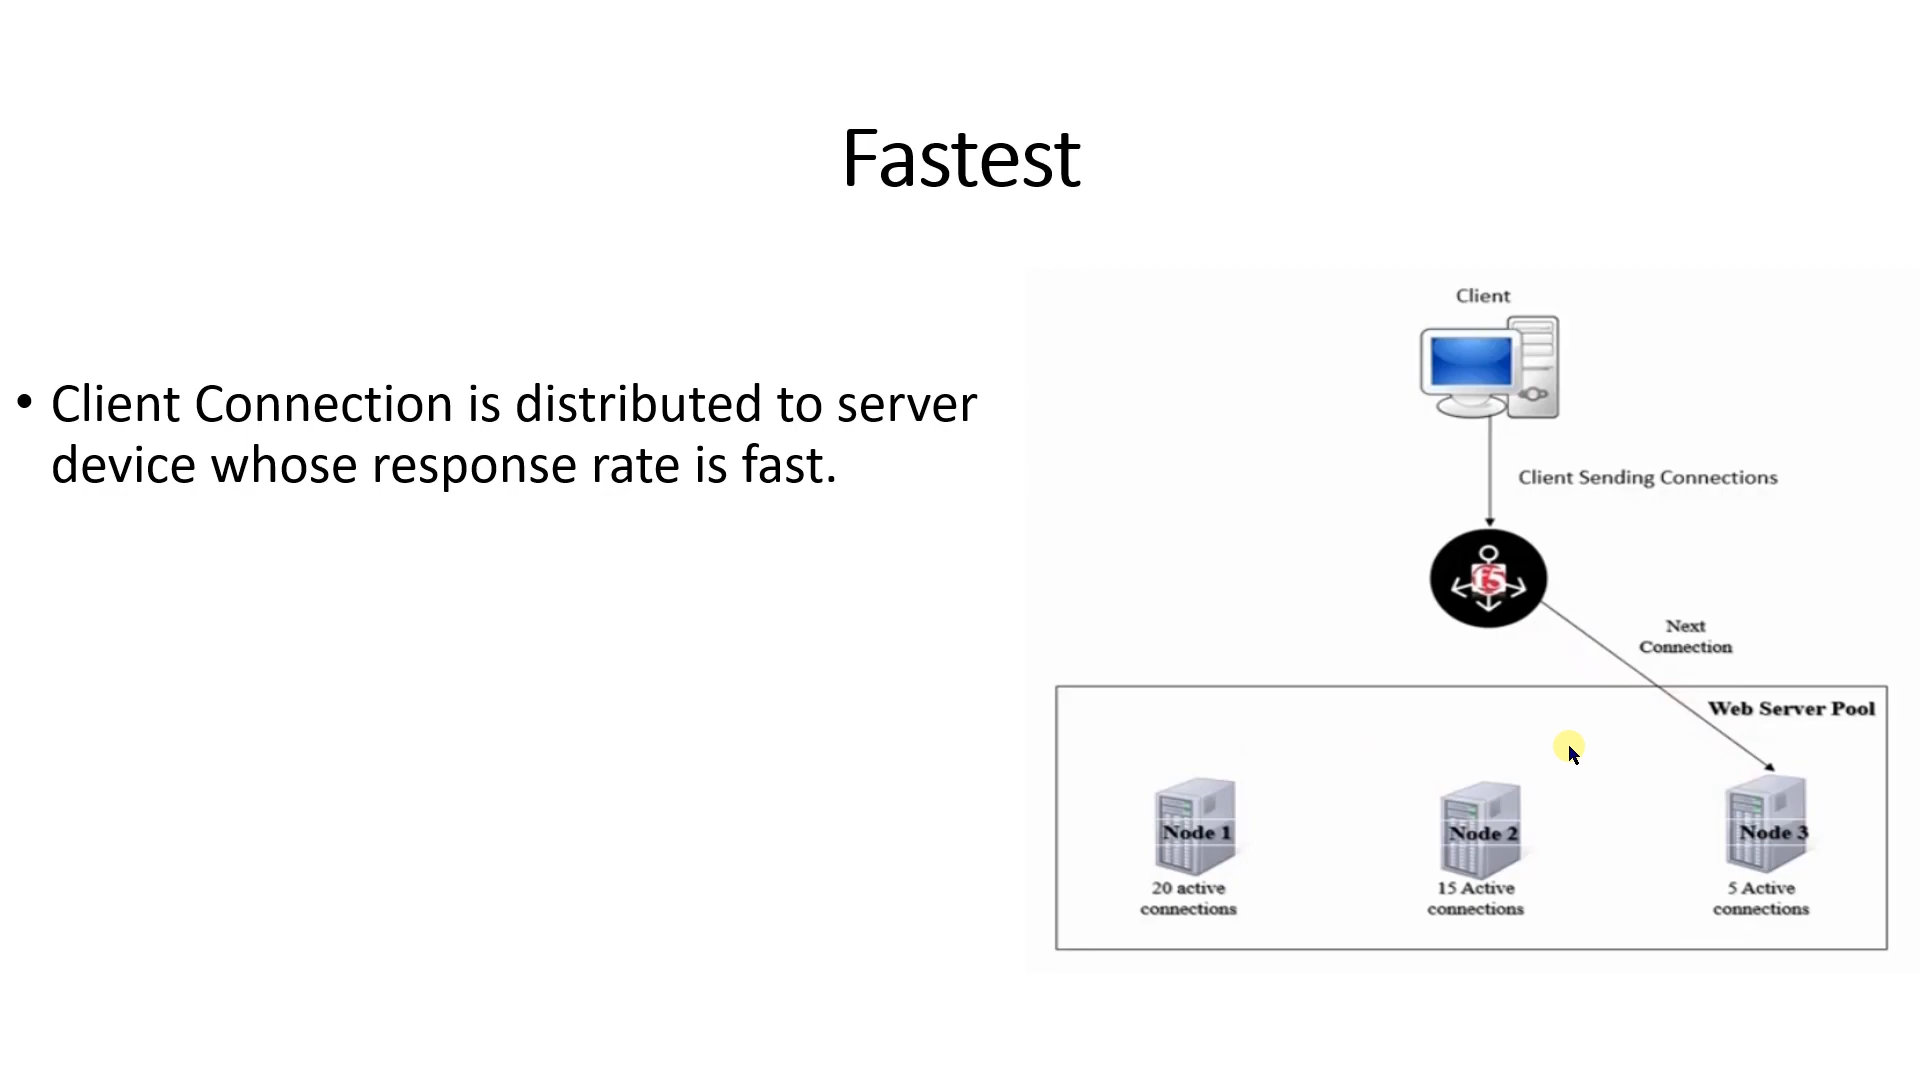 Fastest
• Client Connection is distributed to server
device whose response rate is fast.
Client
Client Sending Connections
f5
Next
Connection
Web Server Pool
Node 1
20 active
connections
Node 2
15 Active
connections
Node 3
5 Active
connections